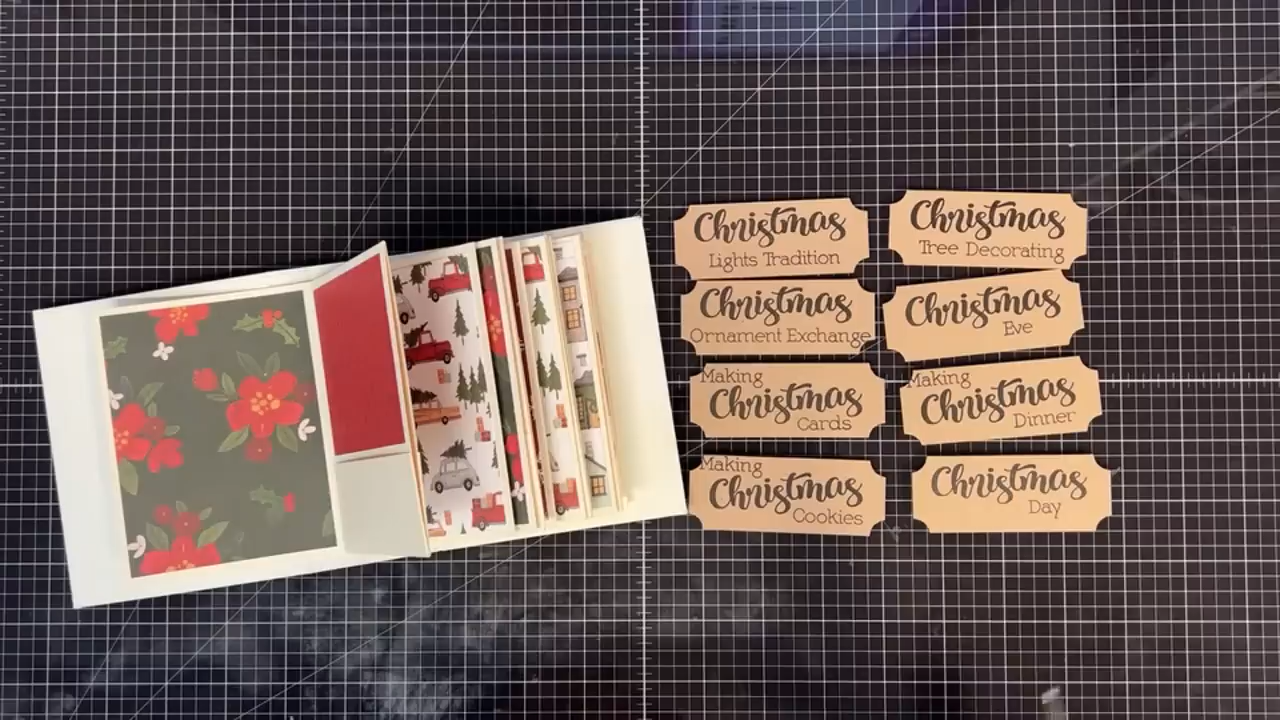 Christmas
Lights Tradition
Christmas
Tree Decorating
Christmas
Ornament Exchange
Christmas
Eve
Making
Christmas
Cards
Making
Christmas
Dinner
Making
Christmas
Cookies
Christmas
Day